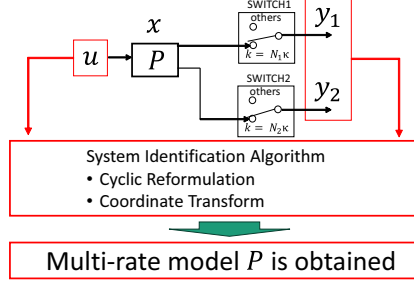 SWITCH1
others
k = N₁κ
x
y₁
u
P
SWITCH2
others
k = N₂κ
y₂
System Identification Algorithm
• Cyclic Reformulation
• Coordinate Transform
Multi-rate model P is obtained